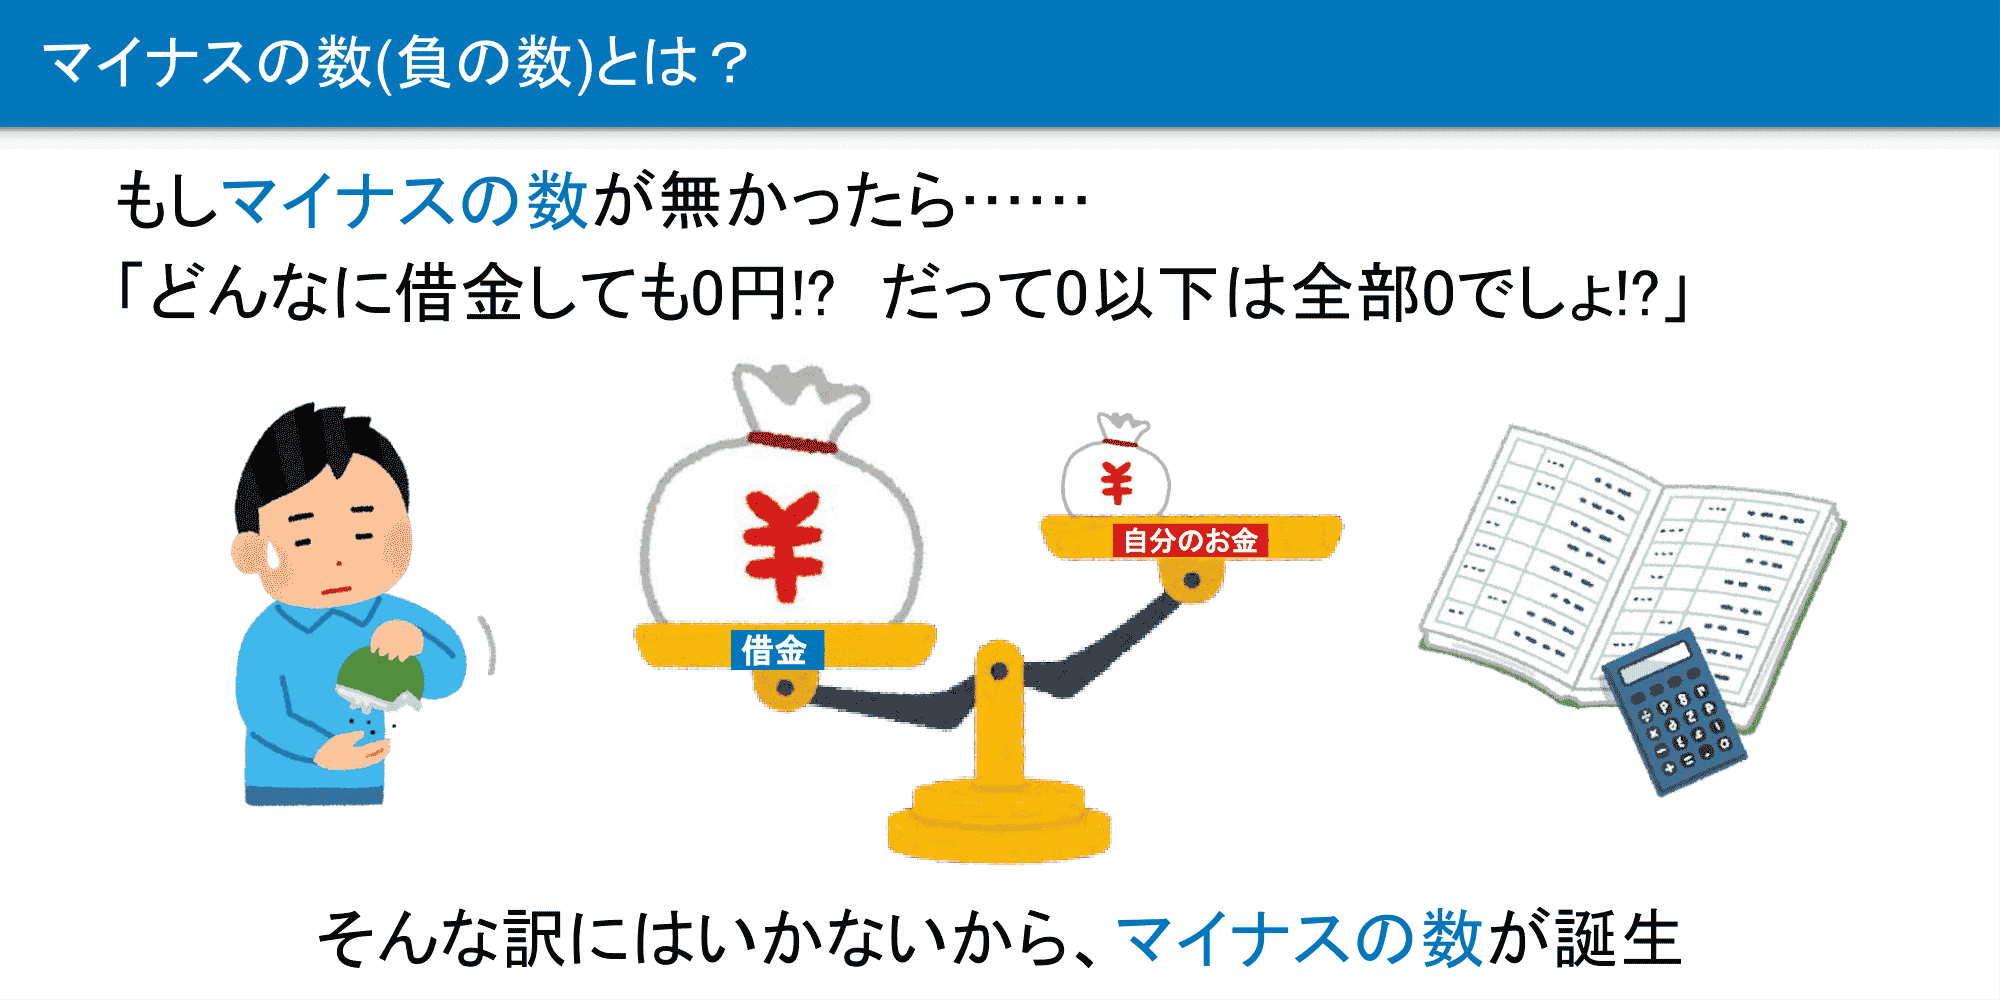 マイナスの数(負の数)とは？
もしマイナスの数が無かったら……
「どんなに借金しても0円!?　だって0以下は全部0でしょ!?」
¥
¥
自分のお金
借金
そんな訳にはいかないから、マイナスの数が誕生